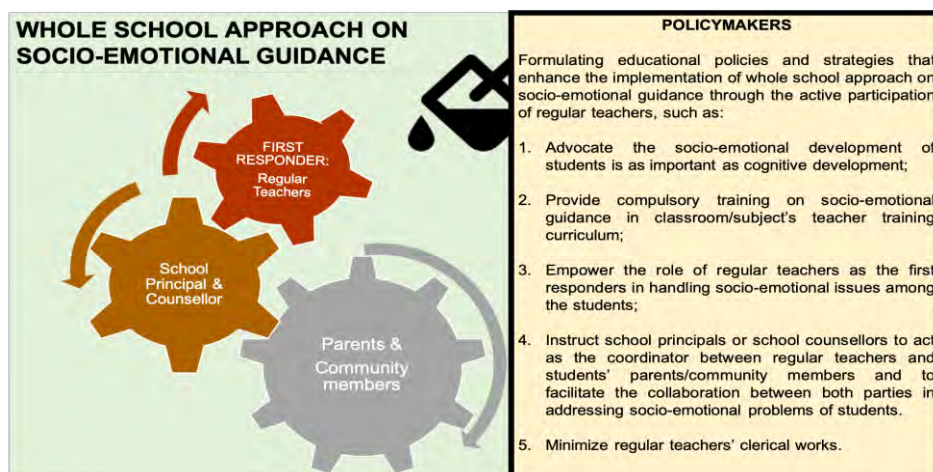 WHOLE SCHOOL APPROACH ON
SOCIO-EMOTIONAL GUIDANCE
FIRST
RESPONDER:
Regular
Teachers
School
Principal &
Counsellor
Parents &
Community
members
POLICYMAKERS
Formulating educational policies and strategies that
enhance the implementation of whole school approach on
socio-emotional guidance through the active participation
of regular teachers, such as:
1. Advocate the socio-emotional development of
students is as important as cognitive development;
2. Provide compulsory training on socio-emotional
guidance in classroom/subject's teacher training
curriculum;
3. Empower the role of regular teachers as the first
responders in handling socio-emotional issues among
the students;
4. Instruct school principals or school counsellors to act
as the coordinator between regular teachers and
students' parents/community members and to
facilitate the collaboration between both parties in
addressing socio-emotional problems of students.
5. Minimize regular teachers' clerical works.